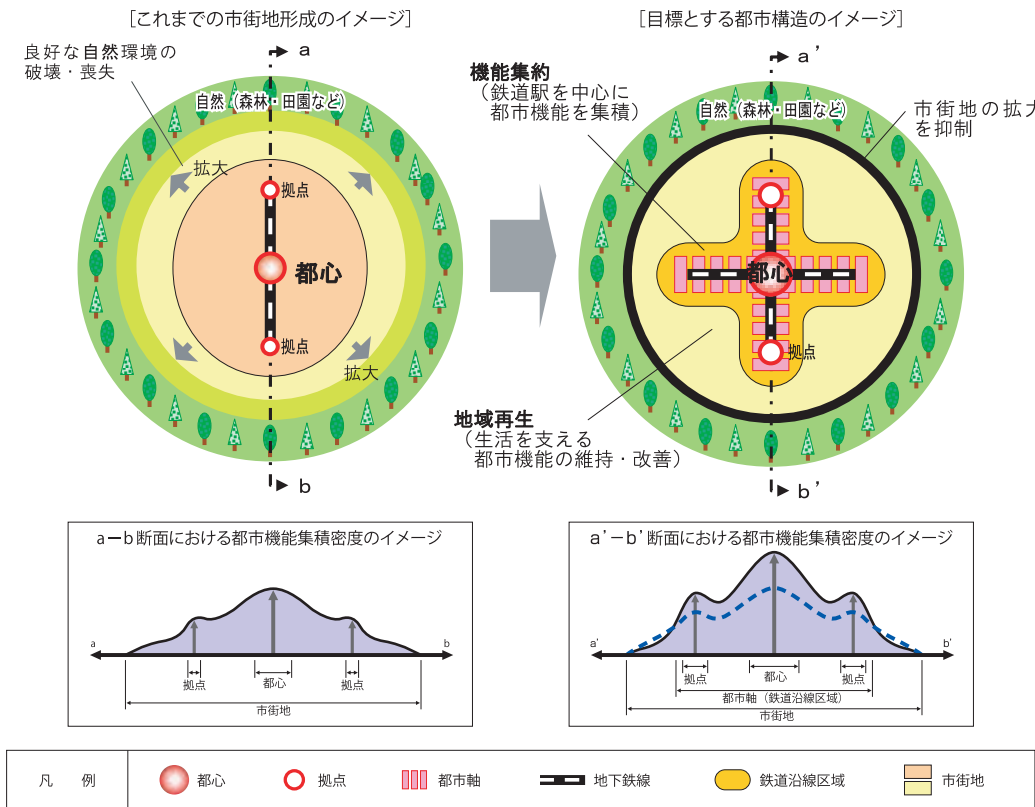 [これまでの市街地形成のイメージ]
a
良好な自然環境の
破壊・喪失
自然（森林・田園など）
拡大
拠点
都心
拠点
拡大
b
[目標とする都市構造のイメージ]
a’
機能集約
（鉄道駅を中心に
都市機能を集積）
自然（森林・田園など）
市街地の拡大
を抑制
都心
拠点
地域再生
（生活を支える
都市機能の維持・改善）
b’
a－b断面における都市機能集積密度のイメージ
a
b
拠点
都心
拠点
市街地
a’－b’断面における都市機能集積密度のイメージ
a’
b’
拠点
都心
拠点
都市軸（鉄道沿線区域）
市街地
凡　例
都心
拠点
都市軸
地下鉄線
鉄道沿線区域
市街地